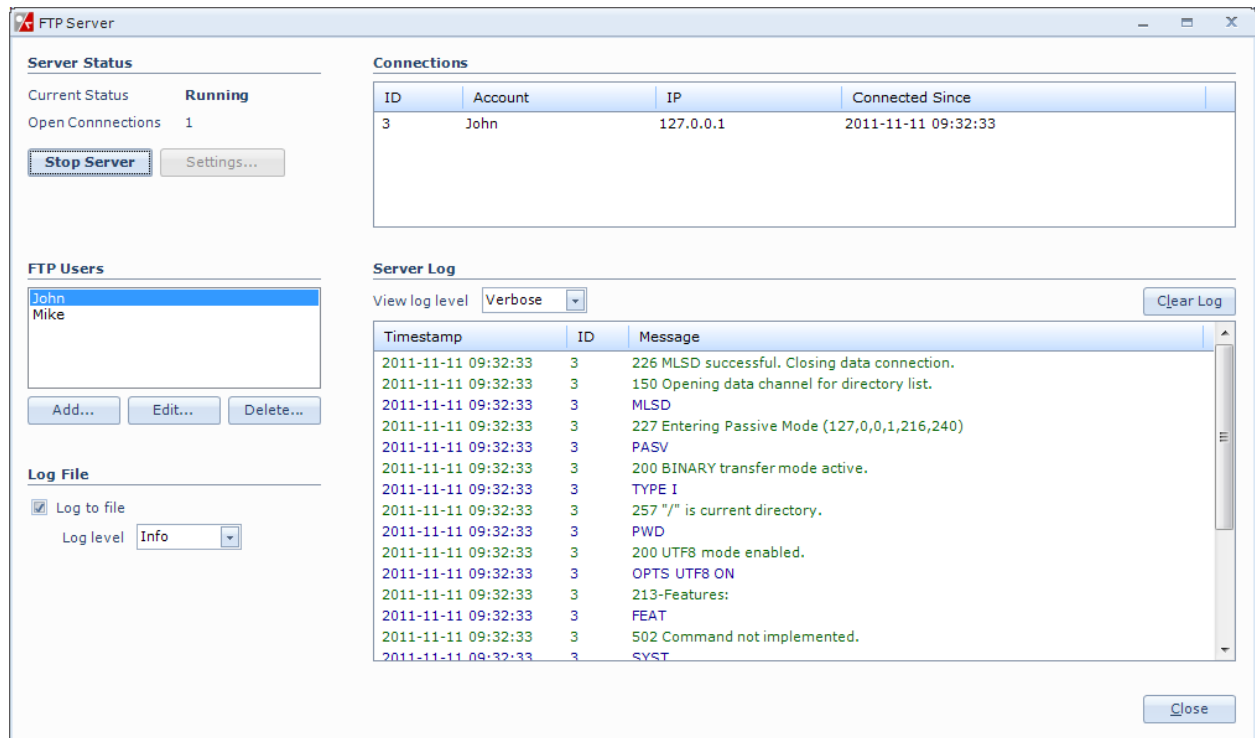 FTP Server
Server Status
Current Status Running
Open Connnections 1
Stop Server Settings...
Connections
ID Account IP Connected Since
3 John 127.0.0.1 2011-11-11 09:32:33
FTP Users
John
Mike
Add... Edit... Delete...
Log File
Log to file
Log level Info
Server Log
View log level Verbose Clear Log
Timestamp ID Message
2011-11-11 09:32:33 3 226 MLSD successful. Closing data connection.
2011-11-11 09:32:33 3 150 Opening data channel for directory list.
2011-11-11 09:32:33 3 MLSD
2011-11-11 09:32:33 3 227 Entering Passive Mode (127,0,0,1,216,240)
2011-11-11 09:32:33 3 PASV
2011-11-11 09:32:33 3 200 BINARY transfer mode active.
2011-11-11 09:32:33 3 TYPE I
2011-11-11 09:32:33 3 257 "/" is current directory.
2011-11-11 09:32:33 3 PWD
2011-11-11 09:32:33 3 200 UTF8 mode enabled.
2011-11-11 09:32:33 3 OPTS UTF8 ON
2011-11-11 09:32:33 3 213-Features:
2011-11-11 09:32:33 3 FEAT
2011-11-11 09:32:33 3 502 Command not implemented.
2011-11-11 09:32:33 3 SYST
Close